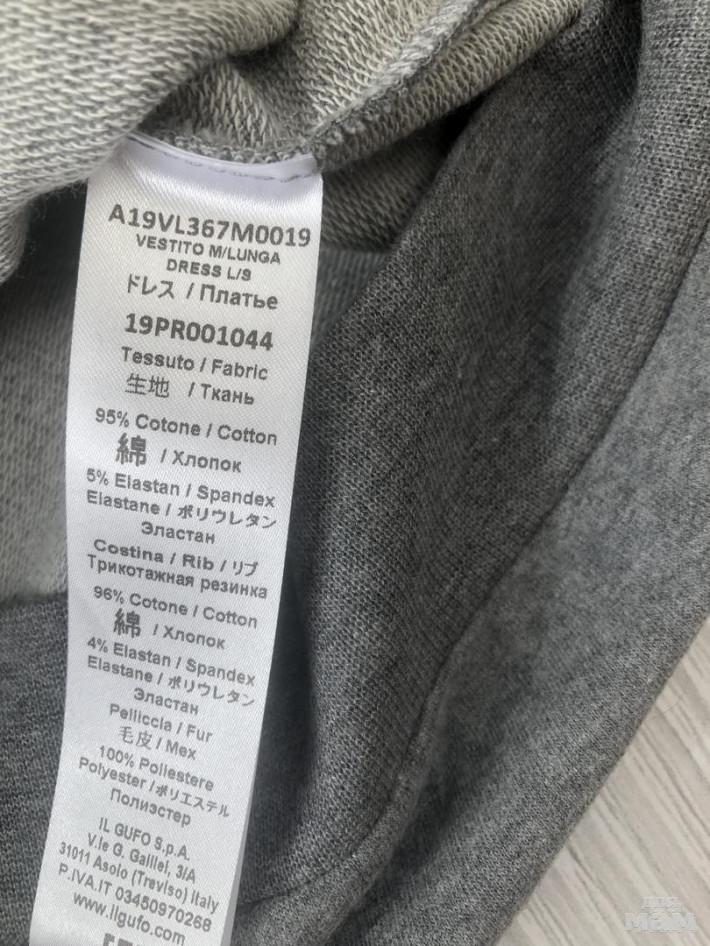 A19VL367M0019
VESTITO M/LUNGA
DRESS L/S
ドレス / Платье
19PR001044
Tessuto / Fabric
生地 / Ткань
95% Cotone / Cotton
綿 / Хлопок
5% Elastan / Spandex
Elastane / ポリウレタン
Эластан
Costina / Rib / リブ
Трикотажная резинка
96% Cotone / Cotton
綿 / Хлопок
4% Elastan / Spandex
Elastane / ポリウレタン
Эластан
Pelliccia / Fur
毛皮 / Мех
100% Poliestere
Polyester / ポリエステル
Полиэстер
IL GUFO S.p.A.
V.le G. Galilei, 3/A
31011 Asolo (Treviso) Italy
P.IVA.IT 03450970268
www.ilgufo.com